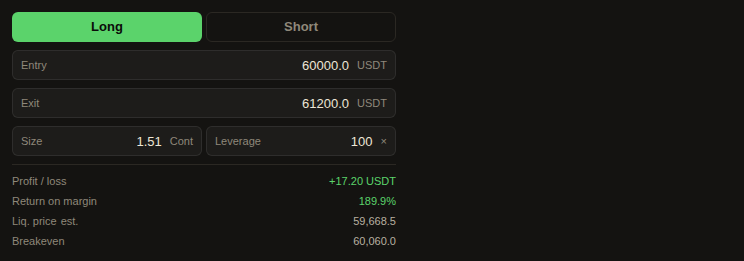 Long Short
Entry 60000.0 USDT
Exit 61200.0 USDT
Size 1.51 Cont Leverage 100 ×
Profit / loss +17.20 USDT
Return on margin 189.9%
Liq. price est. 59,668.5
Breakeven 60,060.0